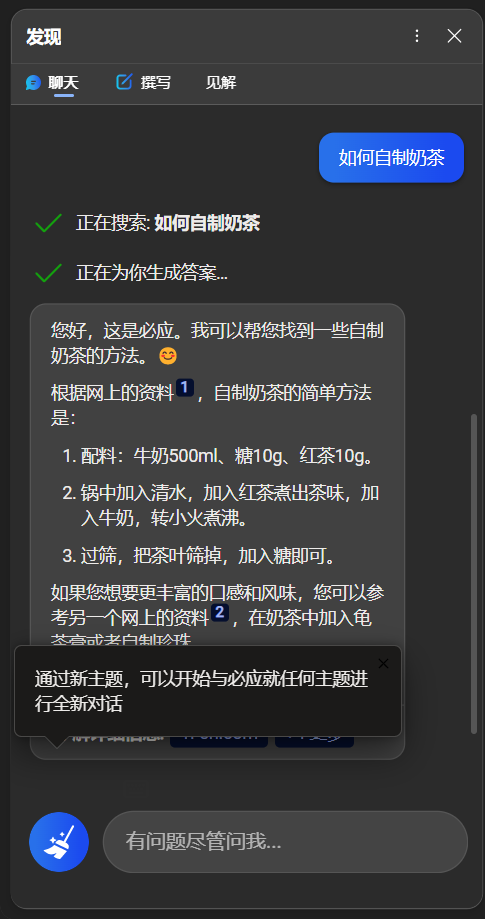 发现
聊天 撰写 见解
如何自制奶茶
正在搜索: 如何自制奶茶
正在为你生成答案...
您好，这是必应。我可以帮您找到一些自制
奶茶的方法。😊
根据网上的资料1，自制奶茶的简单方法
是：
1. 配料：牛奶500ml、糖10g、红茶10g。
2. 锅中加入清水，加入红茶煮出茶味，加
入牛奶，转小火煮沸。
3. 过筛，把茶叶筛掉，加入糖即可。
如果您想要更丰富的口感和风味，您可以参
考另一个网上的资料2，在奶茶中加入龟
苓膏或者自制珍珠
通过新主题，可以开始与必应就任何主题进
行全新对话
有问题尽管问我...